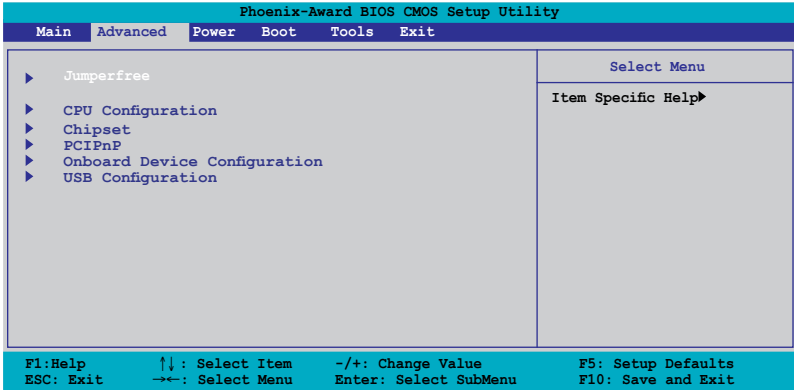 Phoenix-Award BIOS CMOS Setup Utility
Main Advanced Power Boot Tools Exit
Jumperfree
CPU Configuration
Chipset
PCIPnP
Onboard Device Configuration
USB Configuration
Select Menu
Item Specific Help
F1:Help ↑↓: Select Item -/+: Change Value F5: Setup Defaults
ESC: Exit →←: Select Menu Enter: Select SubMenu F10: Save and Exit